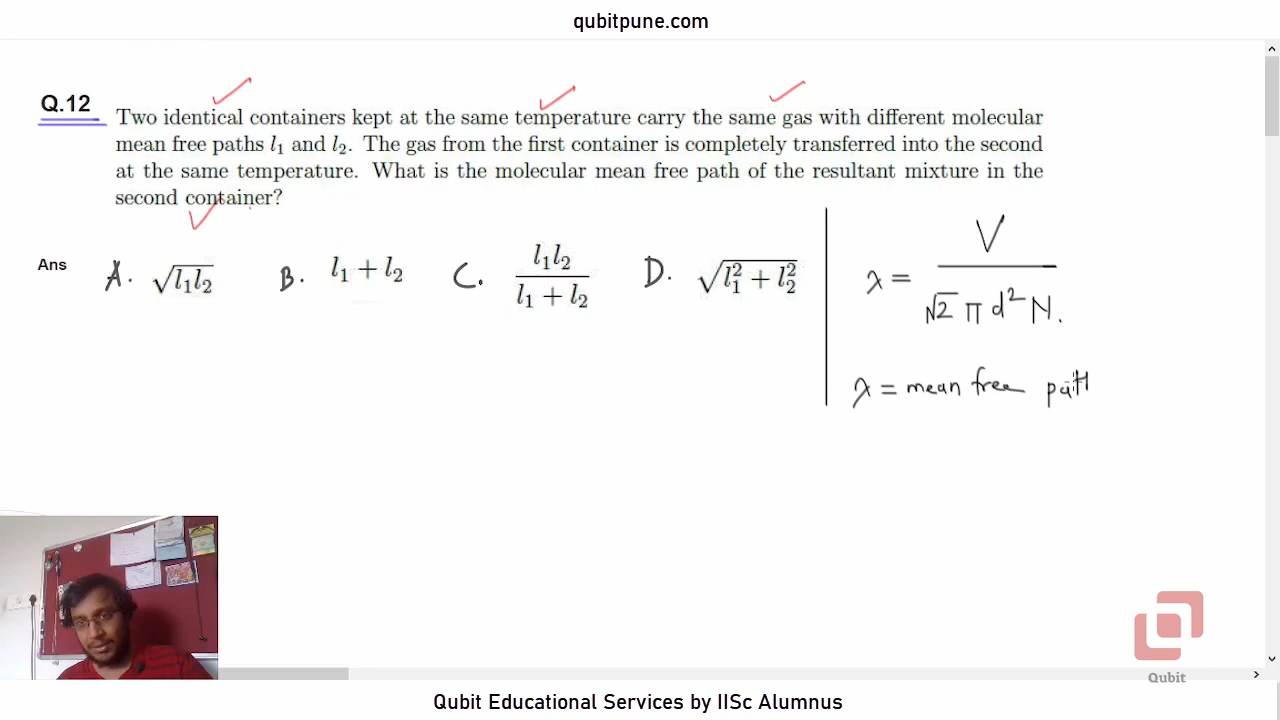 qubitpune.com
Q.12
Two identical containers kept at the same temperature carry the same gas with different molecular
mean free paths l₁ and l₂. The gas from the first container is completely transferred into the second
at the same temperature. What is the molecular mean free path of the resultant mixture in the
second container?
Ans A. √(l₁l₂) B. l₁ + l₂ C. l₁l₂ / (l₁ + l₂) D. √(l₁² + l₂²)
λ = V / (√2 π d² N.)
λ = mean free path
Qubit
Qubit Educational Services by IISc Alumnus